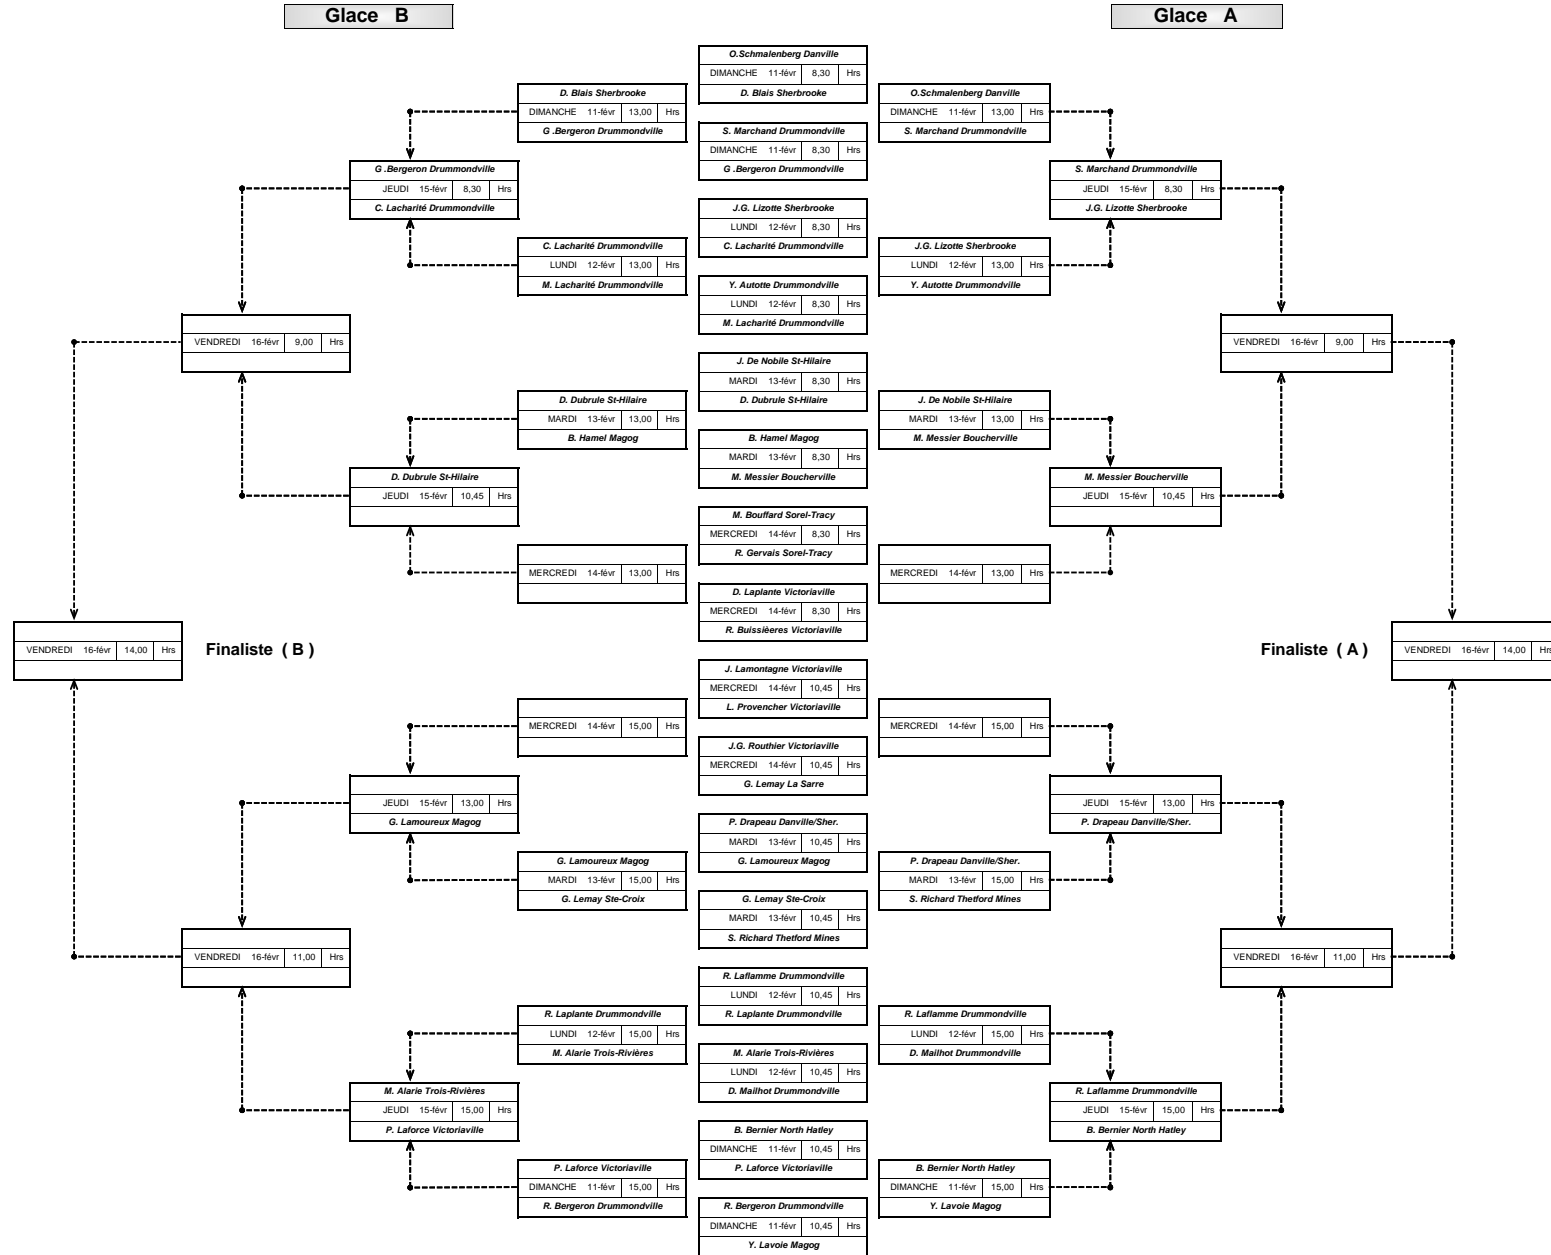 Glace B
Glace A
O.Schmalenberg Danville
DIMANCHE 11-févr 8,30 Hrs
D. Blais Sherbrooke
D. Blais Sherbrooke
DIMANCHE 11-févr 13,00 Hrs
G .Bergeron Drummondville
O.Schmalenberg Danville
DIMANCHE 11-févr 13,00 Hrs
S. Marchand Drummondville
S. Marchand Drummondville
DIMANCHE 11-févr 8,30 Hrs
G .Bergeron Drummondville
G .Bergeron Drummondville
JEUDI 15-févr 8,30 Hrs
C. Lacharité Drummondville
S. Marchand Drummondville
JEUDI 15-févr 8,30 Hrs
J.G. Lizotte Sherbrooke
J.G. Lizotte Sherbrooke
LUNDI 12-févr 8,30 Hrs
C. Lacharité Drummondville
C. Lacharité Drummondville
LUNDI 12-févr 13,00 Hrs
M. Lacharité Drummondville
J.G. Lizotte Sherbrooke
LUNDI 12-févr 13,00 Hrs
Y. Autotte Drummondville
Y. Autotte Drummondville
LUNDI 12-févr 8,30 Hrs
M. Lacharité Drummondville
VENDREDI 16-févr 9,00 Hrs
VENDREDI 16-févr 9,00 Hrs
J. De Nobile St-Hilaire
MARDI 13-févr 8,30 Hrs
D. Dubrule St-Hilaire
D. Dubrule St-Hilaire
MARDI 13-févr 13,00 Hrs
B. Hamel Magog
J. De Nobile St-Hilaire
MARDI 13-févr 13,00 Hrs
M. Messier Boucherville
B. Hamel Magog
MARDI 13-févr 8,30 Hrs
M. Messier Boucherville
D. Dubrule St-Hilaire
JEUDI 15-févr 10,45 Hrs
M. Messier Boucherville
JEUDI 15-févr 10,45 Hrs
M. Bouffard Sorel-Tracy
MERCREDI 14-févr 8,30 Hrs
R. Gervais Sorel-Tracy
MERCREDI 14-févr 13,00 Hrs
MERCREDI 14-févr 13,00 Hrs
D. Laplante Victoriaville
MERCREDI 14-févr 8,30 Hrs
R. Buissièeres Victoriaville
VENDREDI 16-févr 14,00 Hrs
Finaliste ( B )
Finaliste ( A )
VENDREDI 16-févr 14,00 Hrs
J. Lamontagne Victoriaville
MERCREDI 14-févr 10,45 Hrs
L. Provencher Victoriaville
MERCREDI 14-févr 15,00 Hrs
MERCREDI 14-févr 15,00 Hrs
J.G. Routhier Victoriaville
MERCREDI 14-févr 10,45 Hrs
G. Lemay La Sarre
JEUDI 15-févr 13,00 Hrs
G. Lamoureux Magog
JEUDI 15-févr 13,00 Hrs
P. Drapeau Danville/Sher.
P. Drapeau Danville/Sher.
MARDI 13-févr 10,45 Hrs
G. Lamoureux Magog
G. Lamoureux Magog
MARDI 13-févr 15,00 Hrs
G. Lemay Ste-Croix
P. Drapeau Danville/Sher.
MARDI 13-févr 15,00 Hrs
S. Richard Thetford Mines
G. Lemay Ste-Croix
MARDI 13-févr 10,45 Hrs
S. Richard Thetford Mines
VENDREDI 16-févr 11,00 Hrs
VENDREDI 16-févr 11,00 Hrs
R. Laflamme Drummondville
LUNDI 12-févr 10,45 Hrs
R. Laplante Drummondville
R. Laplante Drummondville
LUNDI 12-févr 15,00 Hrs
M. Alarie Trois-Rivières
R. Laflamme Drummondville
LUNDI 12-févr 15,00 Hrs
D. Mailhot Drummondville
M. Alarie Trois-Rivières
LUNDI 12-févr 10,45 Hrs
D. Mailhot Drummondville
M. Alarie Trois-Rivières
JEUDI 15-févr 15,00 Hrs
P. Laforce Victoriaville
R. Laflamme Drummondville
JEUDI 15-févr 15,00 Hrs
B. Bernier North Hatley
B. Bernier North Hatley
DIMANCHE 11-févr 10,45 Hrs
P. Laforce Victoriaville
P. Laforce Victoriaville
DIMANCHE 11-févr 15,00 Hrs
R. Bergeron Drummondville
B. Bernier North Hatley
DIMANCHE 11-févr 15,00 Hrs
Y. Lavoie Magog
R. Bergeron Drummondville
DIMANCHE 11-févr 10,45 Hrs
Y. Lavoie Magog